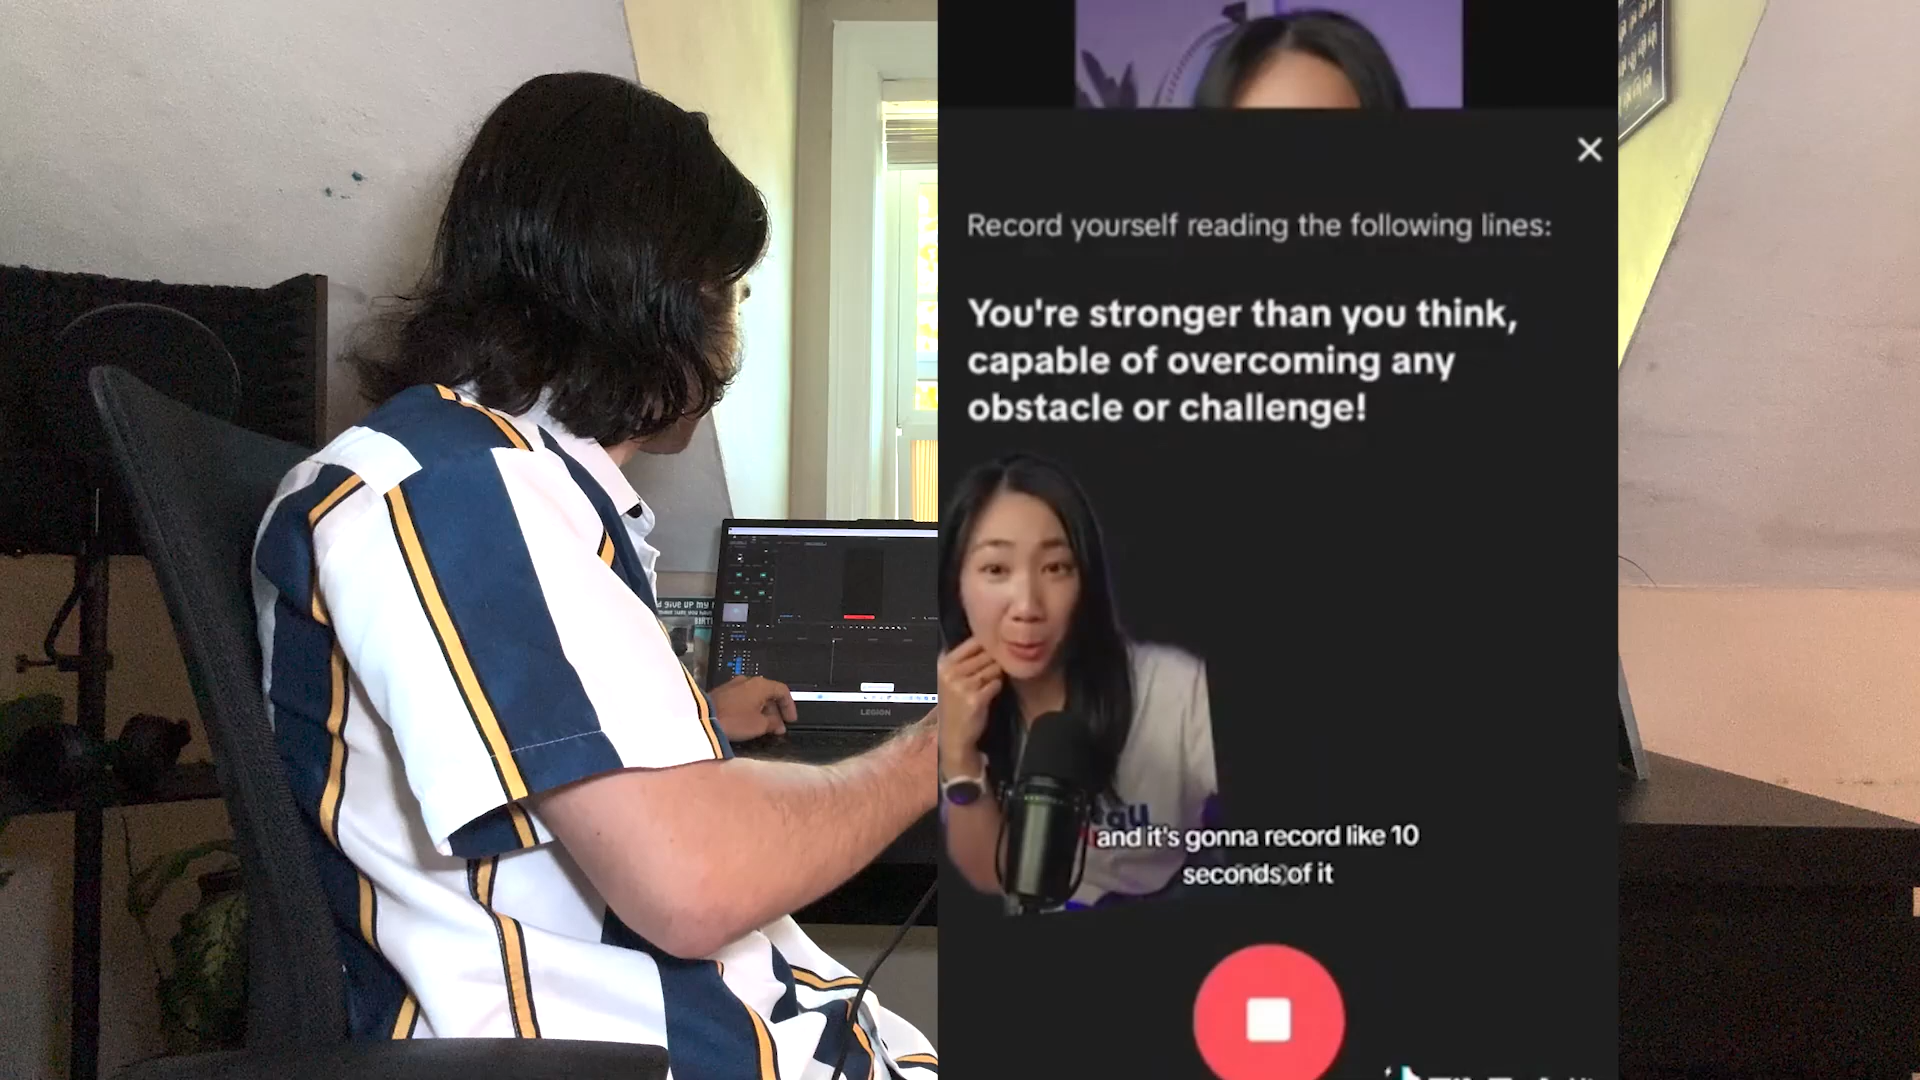 Record yourself reading the following lines:
You're stronger than you think,
capable of overcoming any
obstacle or challenge!
and it's gonna record like 10
seconds of it
LEGION